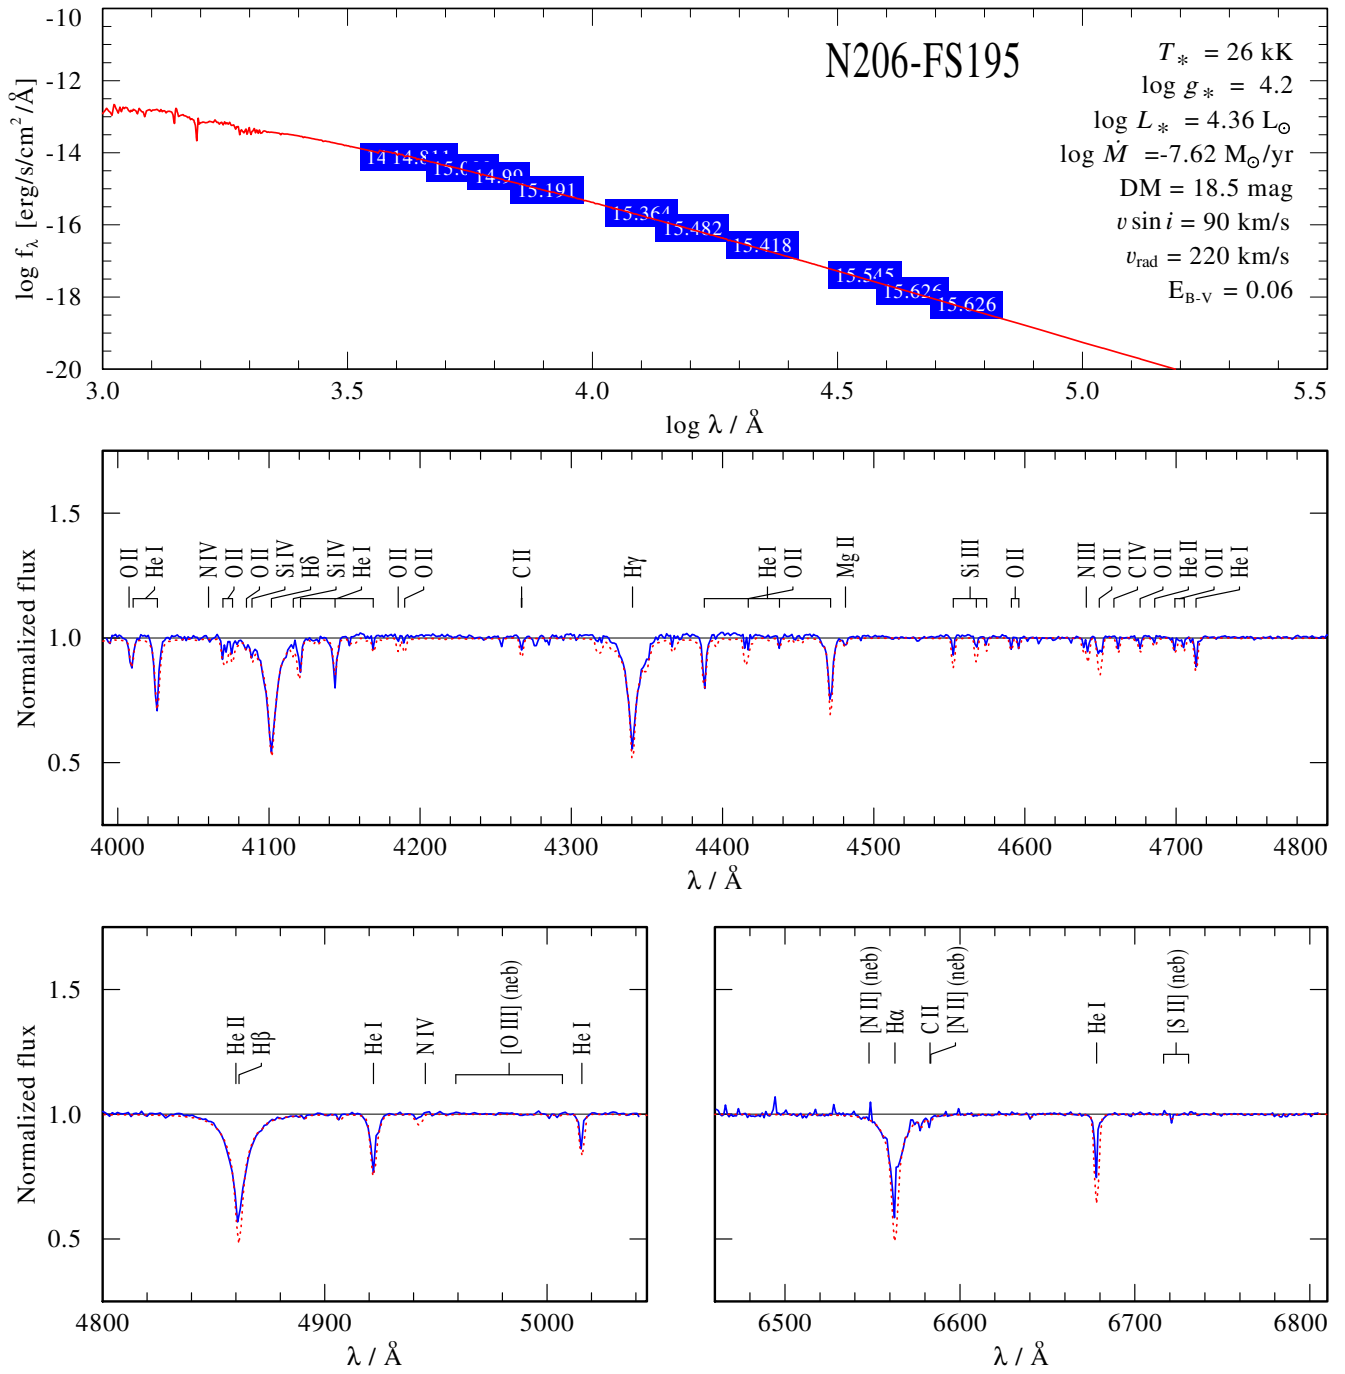 N206-FS195
T* = 26 kK
log g* = 4.2
log L* = 4.36 L⊙
log Ṁ =-7.62 M⊙/yr
DM = 18.5 mag
v sin i = 90 km/s
v_rad = 220 km/s
E_B-V = 0.06
log f_λ [erg/s/cm²/Å]
-10
-12
-14
-16
-18
-20
14.811
14.99
15.191
15.364
15.482
15.418
15.545
15.626
15.626
3.0 3.5 4.0 4.5 5.0 5.5
log λ / Å
Normalized flux
1.5
1.0
0.5
O II He I N IV O II O II Si IV Hδ Si IV He I O II O II C II Hγ He I O II Mg II Si III O II N III O II C IV O II He II O II He I
4000 4100 4200 4300 4400 4500 4600 4700 4800
λ / Å
Normalized flux
1.5
1.0
0.5
He II Hβ He I N IV [O III] (neb) He I
4800 4900 5000
λ / Å
[N II] (neb) Hα C II [N II] (neb) He I [S II] (neb)
6500 6600 6700 6800
λ / Å